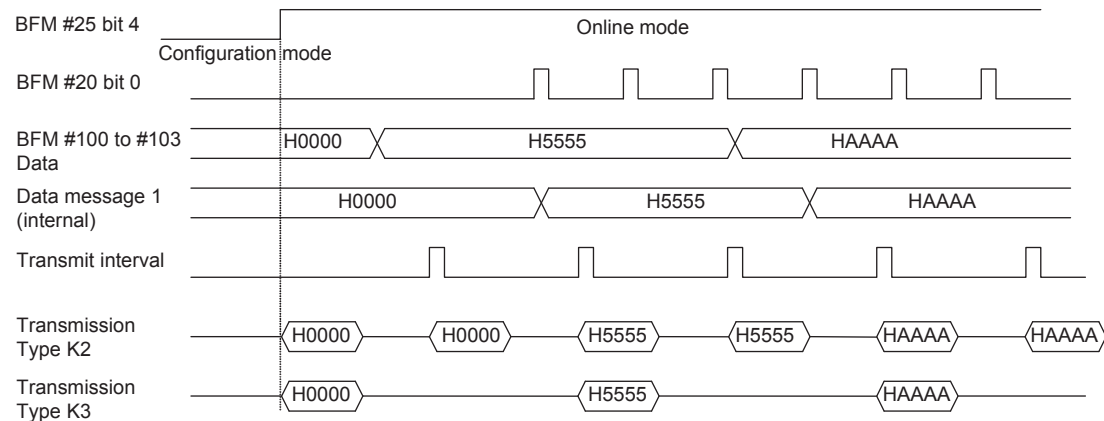 BFM #25 bit 4
Online mode
Configuration mode
BFM #20 bit 0
BFM #100 to #103
Data
H0000
H5555
HAAAA
Data message 1
(internal)
H0000
H5555
HAAAA
Transmit interval
Transmission
Type K2
H0000
H0000
H5555
H5555
HAAAA
HAAAA
Transmission
Type K3
H0000
H5555
HAAAA